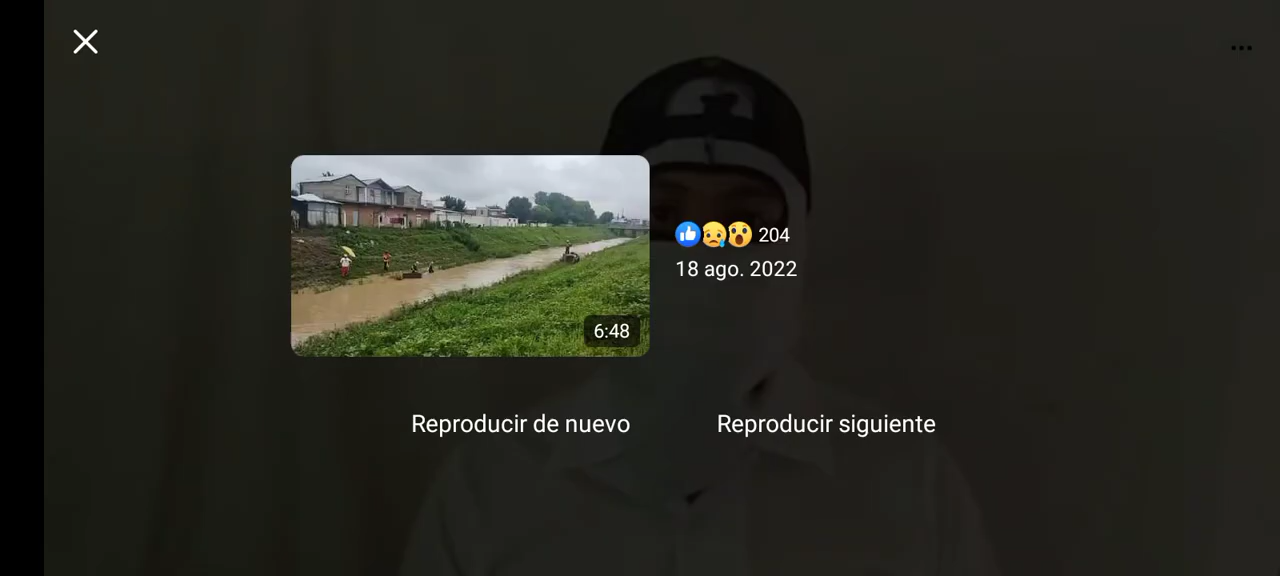 6:48
204
18 ago. 2022
Reproducir de nuevo
Reproducir siguiente